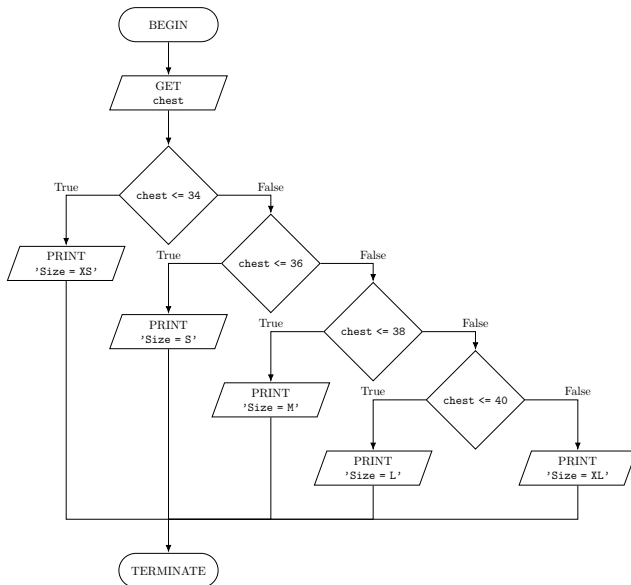 BEGIN
GET
chest
chest <= 34
True
False
PRINT
'Size = XS'
chest <= 36
True
False
PRINT
'Size = S'
chest <= 38
True
False
PRINT
'Size = M'
chest <= 40
True
False
PRINT
'Size = L'
PRINT
'Size = XL'
TERMINATE